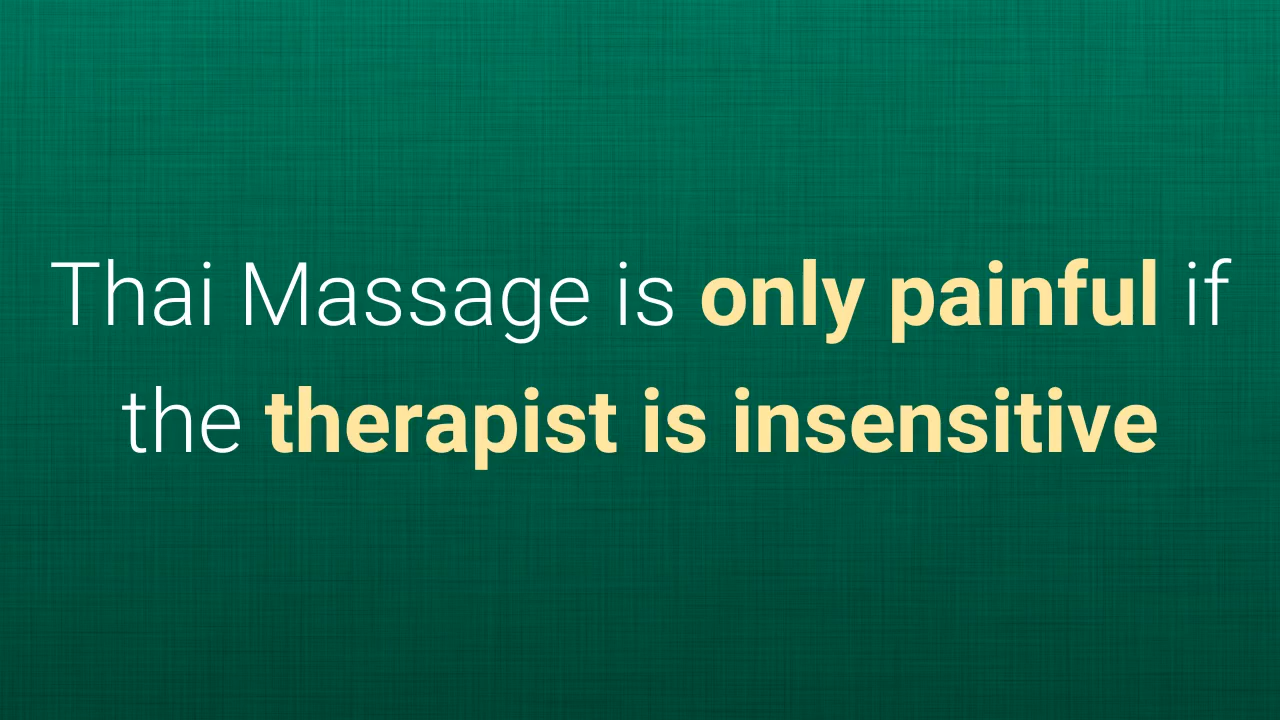 Thai Massage is only painful if
the therapist is insensitive